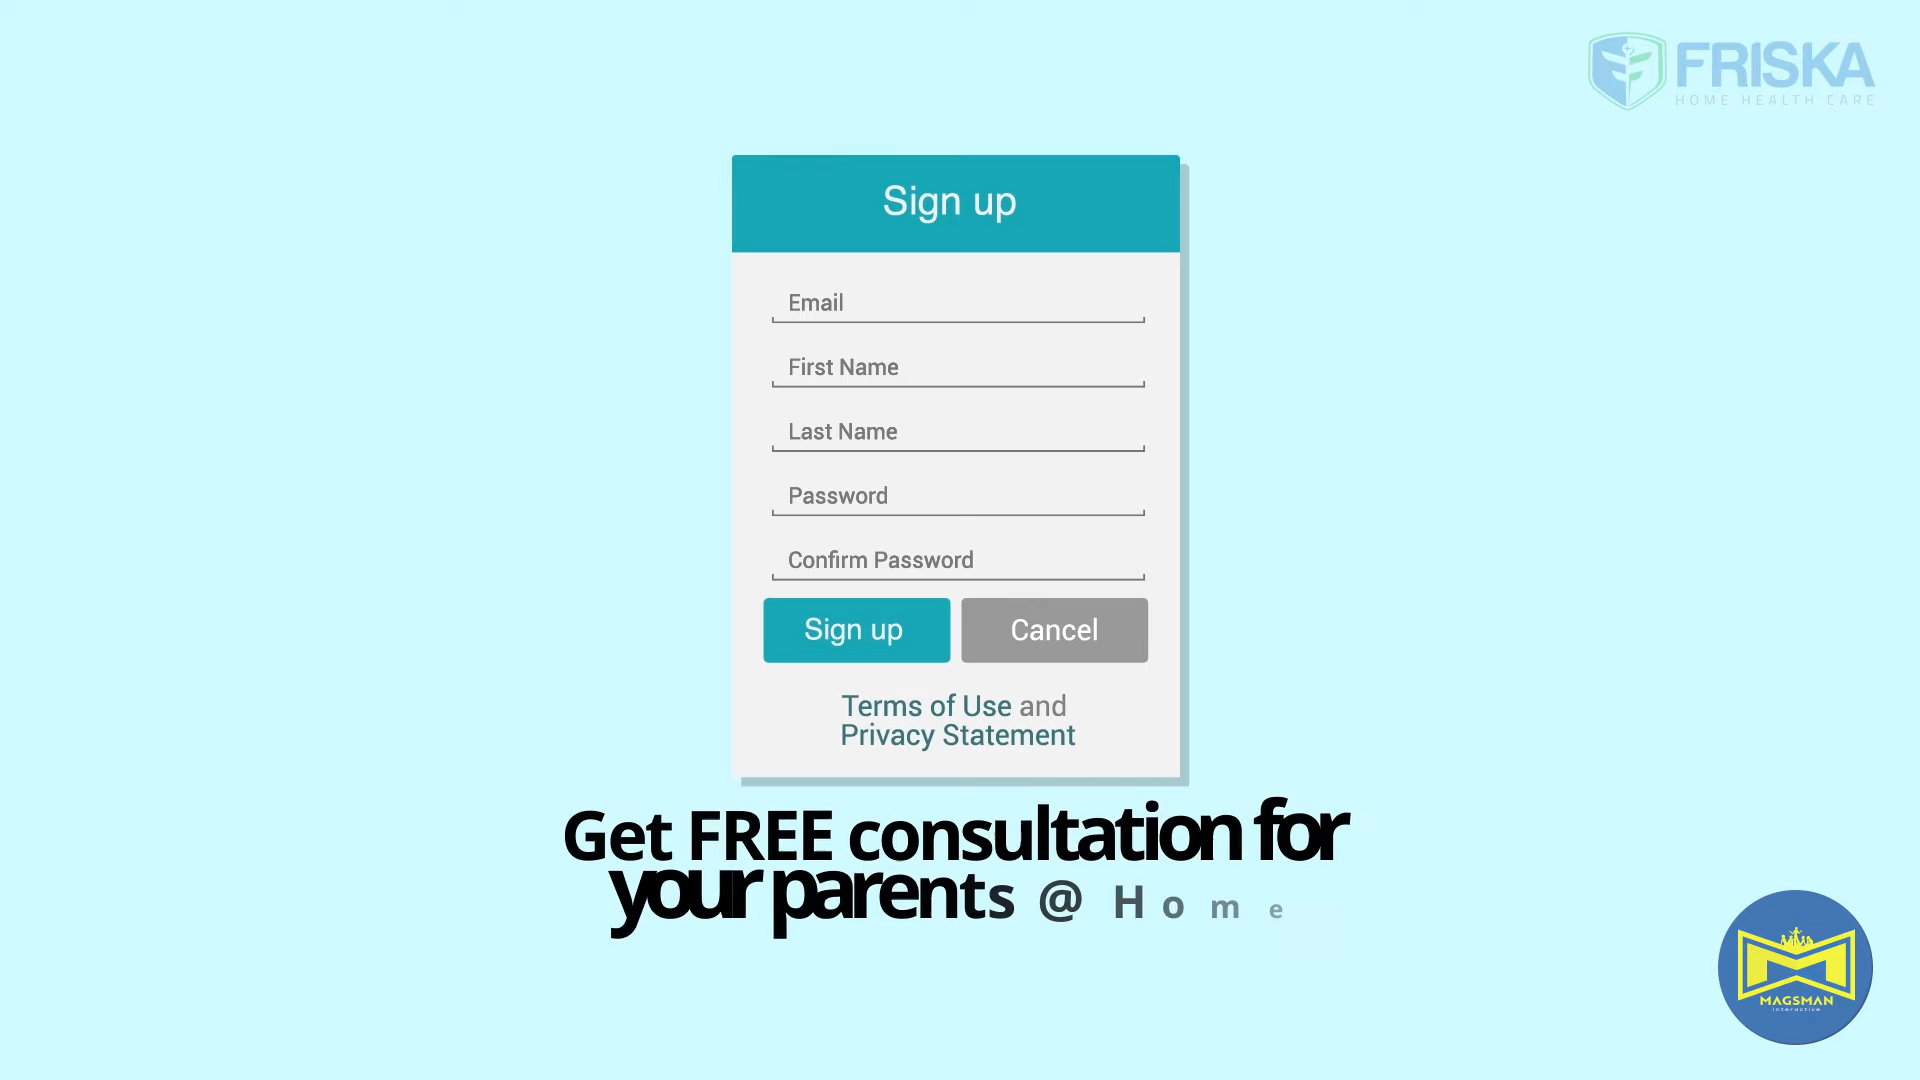 FRISKA
HOME HEALTH CARE
Sign up
Email
First Name
Last Name
Password
Confirm Password
Sign up
Cancel
Terms of Use and
Privacy Statement
Get FREE consultation for
your parents @ Home
MAGSMAN
interactive